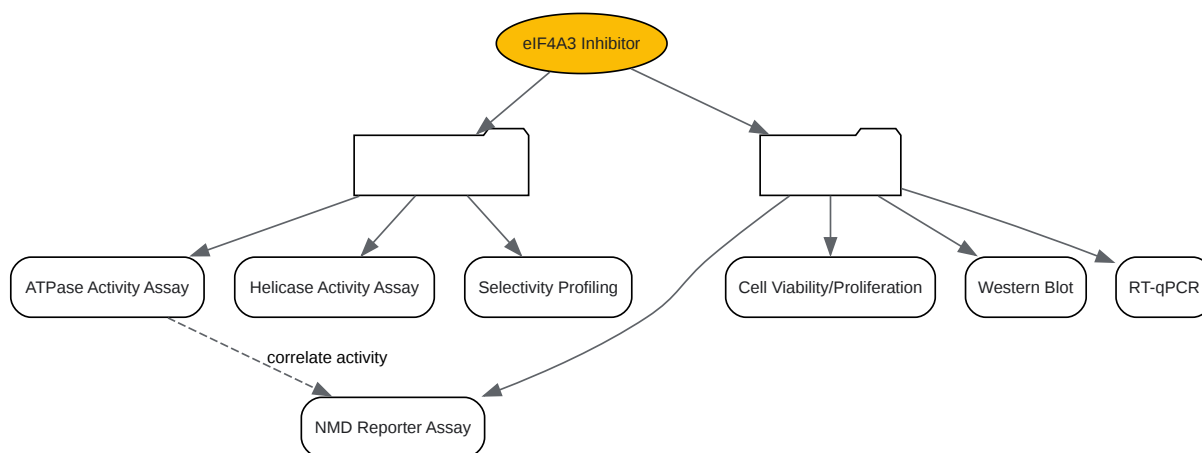 eIF4A3 Inhibitor
ATPase Activity Assay
Helicase Activity Assay
Selectivity Profiling
Cell Viability/Proliferation
Western Blot
RT-qPCR
correlate activity
NMD Reporter Assay